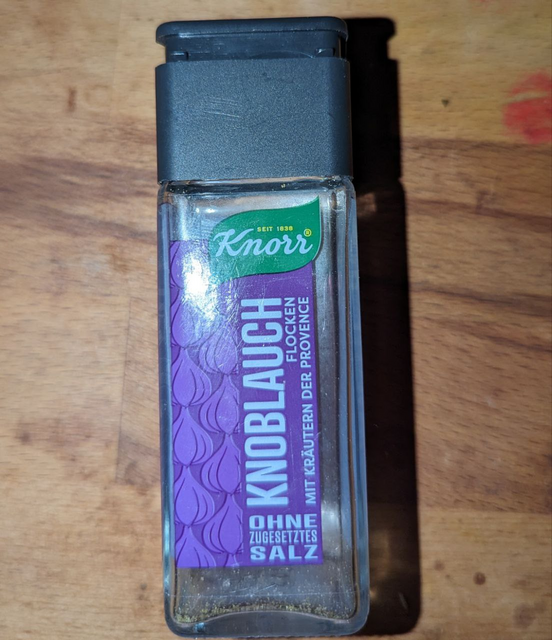 SEIT 1838
Knorr®
KNOBLAUCH
FLOCKEN
MIT KRÄUTERN DER PROVENCE
OHNE
ZUGESETZTES
SALZ